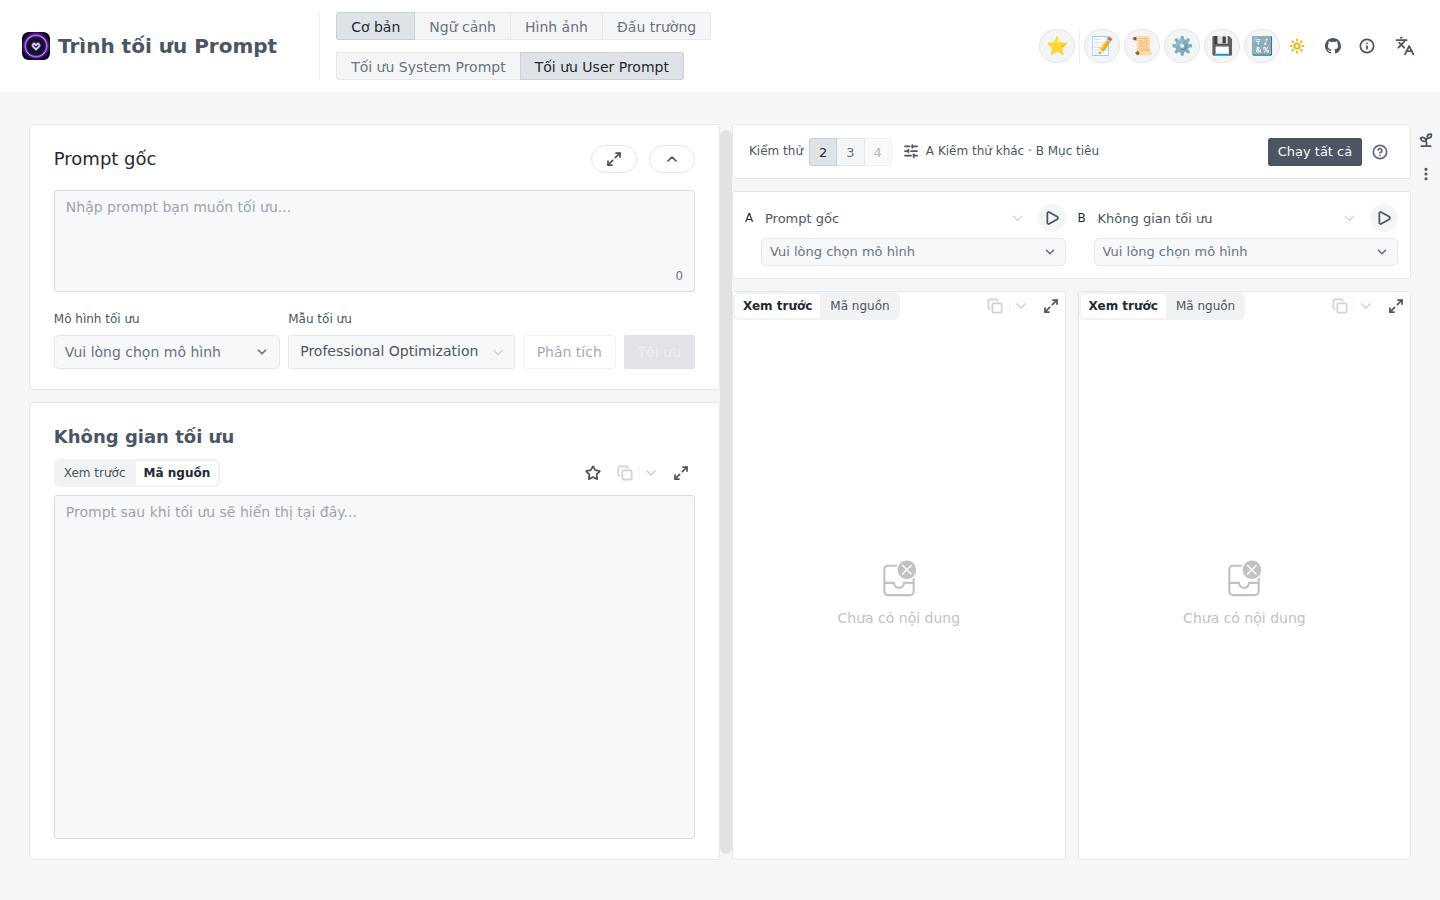 Trình tối ưu Prompt
Cơ bản Ngữ cảnh Hình ảnh Đấu trường
Tối ưu System Prompt Tối ưu User Prompt
Prompt gốc
Nhập prompt bạn muốn tối ưu...
0
Mô hình tối ưu Mẫu tối ưu
Vui lòng chọn mô hình Professional Optimization Phân tích Tối ưu
Không gian tối ưu
Xem trước Mã nguồn
Prompt sau khi tối ưu sẽ hiển thị tại đây...
Kiểm thử 2 3 4 A Kiểm thử khác · B Mục tiêu Chạy tất cả
A Prompt gốc B Không gian tối ưu
Vui lòng chọn mô hình Vui lòng chọn mô hình
Xem trước Mã nguồn Xem trước Mã nguồn
Chưa có nội dung Chưa có nội dung